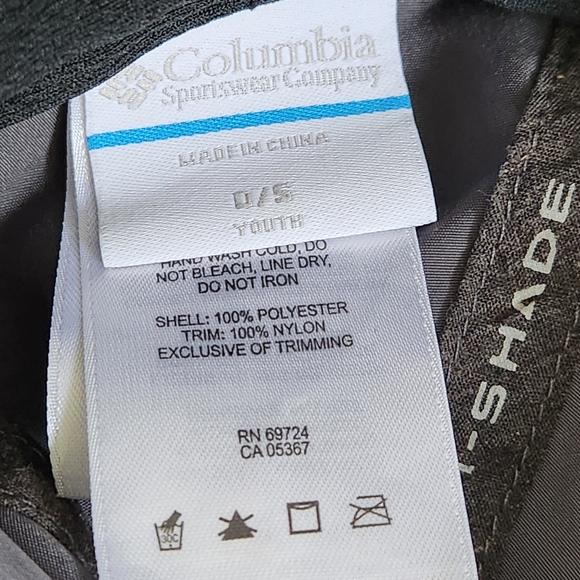 Columbia
Sportswear Company
MADE IN CHINA
O/S
YOUTH
HAND WASH COLD, DO
NOT BLEACH, LINE DRY,
DO NOT IRON
SHELL: 100% POLYESTER
TRIM: 100% NYLON
EXCLUSIVE OF TRIMMING
RN 69724
CA 05367
30C
I-SHADE